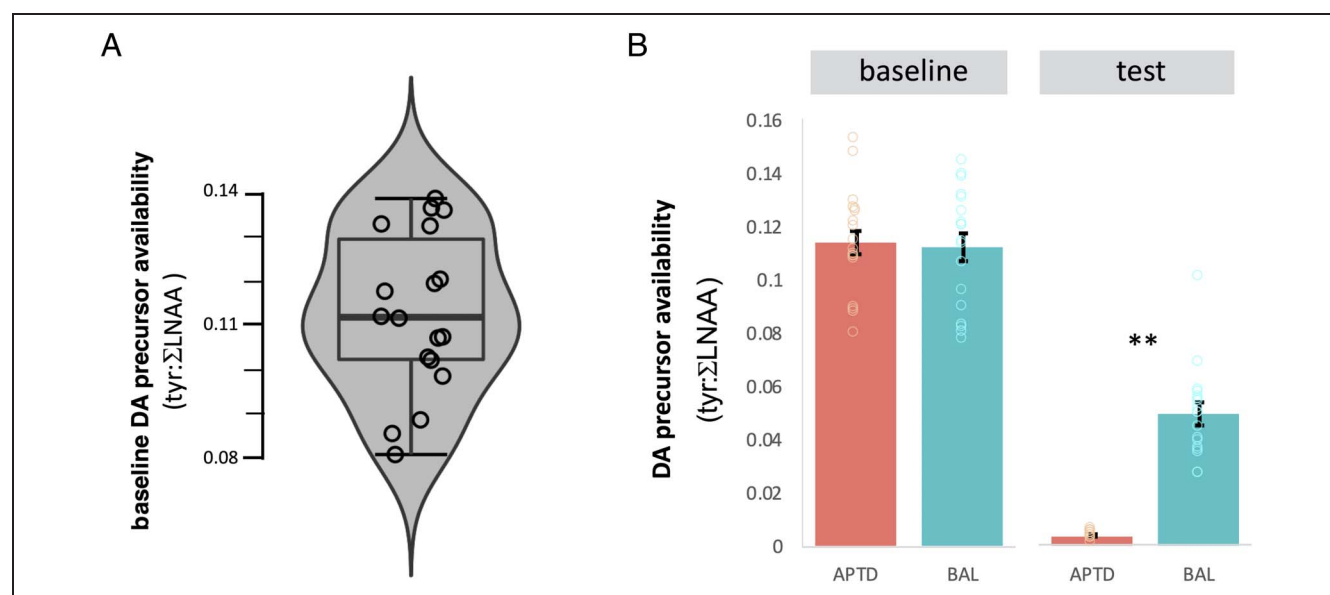 A
baseline DA precursor availability
(tyr:ΣLNAA )
0.14
0.11
0.08
B
baseline
test
DA precursor availability
(tyr:ΣLNAA)
0.16
0.14
0.12
0.1
0.08
0.06
0.04
0.02
0
**
APTD
BAL
APTD
BAL